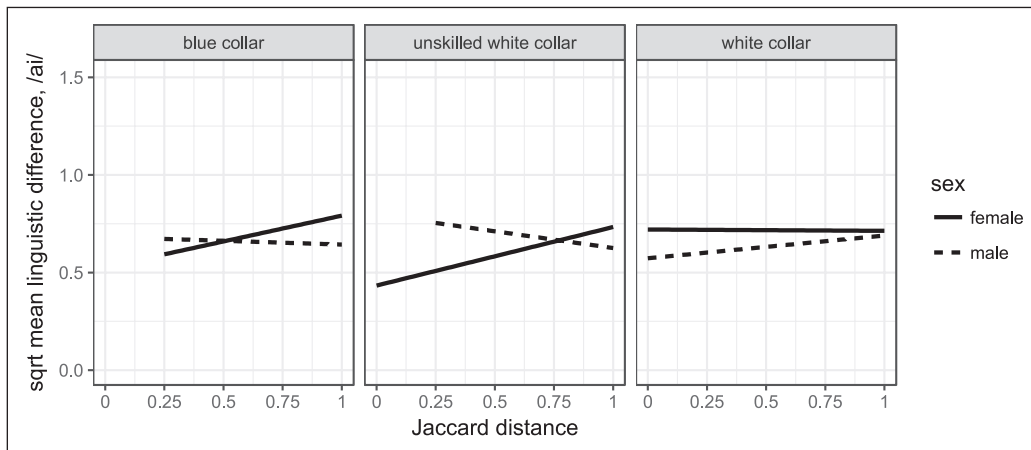 blue collar
unskilled white collar
white collar
sqrt mean linguistic difference, /ai/
1.5
1.0
0.5
0.0
0 0.25 0.5 0.75 1
0 0.25 0.5 0.75 1
0 0.25 0.5 0.75 1
Jaccard distance
sex
female
male